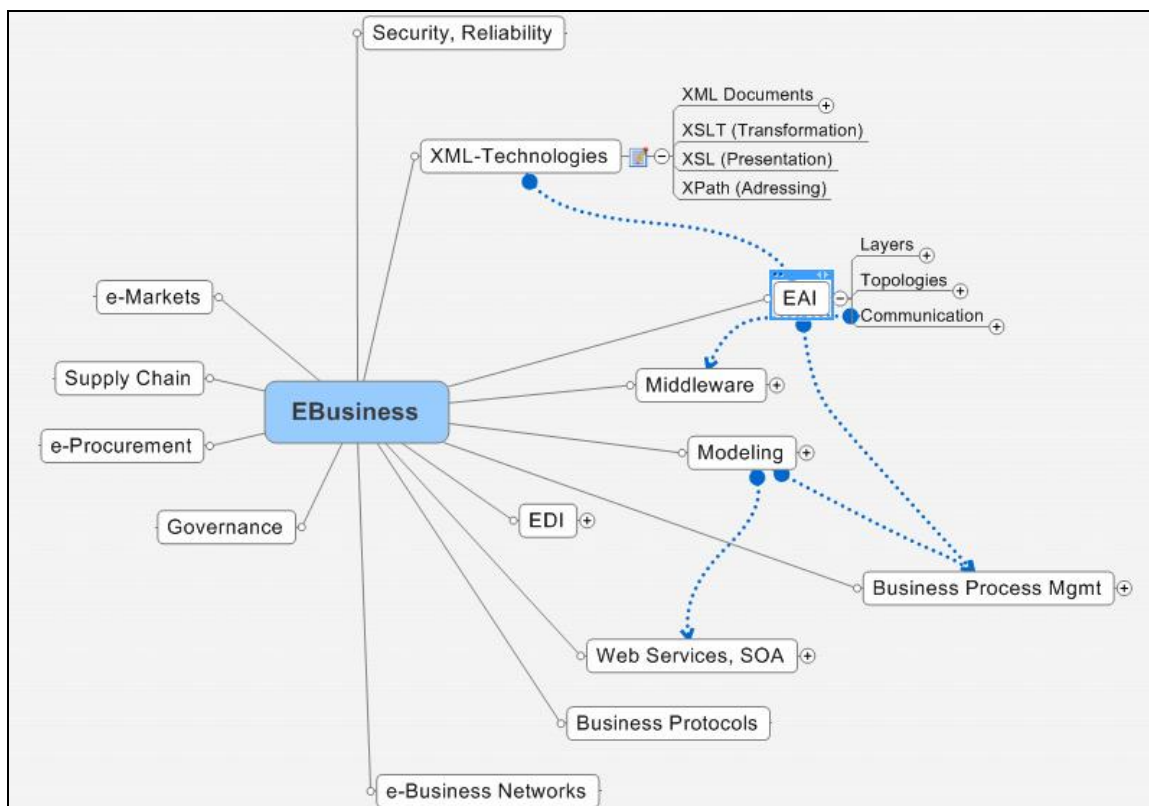 Security, Reliability
XML Documents
XSLT (Transformation)
XML-Technologies
XSL (Presentation)
XPath (Adressing)
Layers
e-Markets
EAI
Topologies
Communication
Supply Chain
Middleware
EBusiness
e-Procurement
Modeling
Governance
EDI
Business Process Mgmt
Web Services, SOA
Business Protocols
e-Business Networks